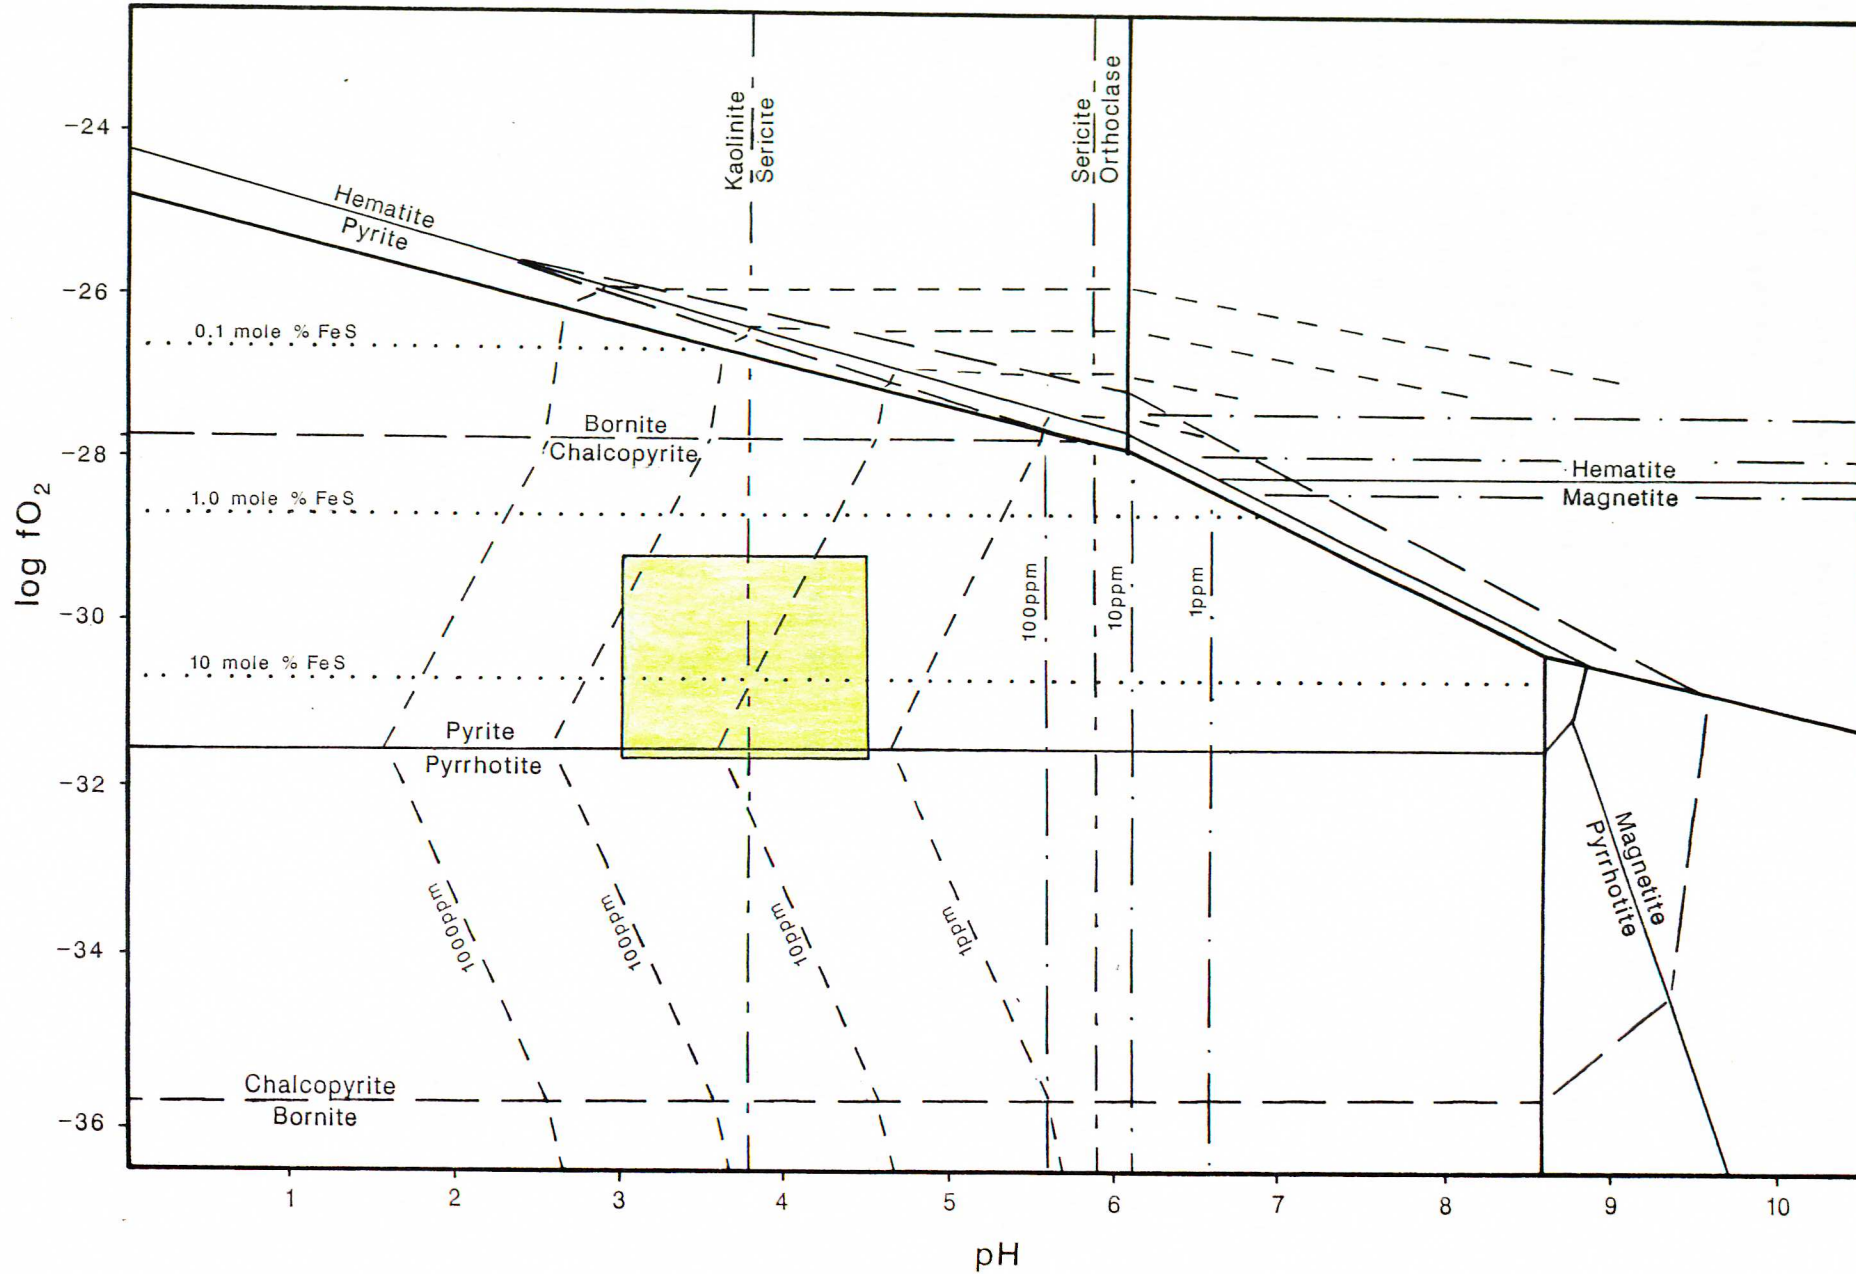 Kaolinite
Sericite
Sericite
Orthoclase
−24
Hematite
Pyrite
−26
0.1 mole % FeS
Bornite
Chalcopyrite
−28
Hematite
Magnetite
1.0 mole % FeS
log fO2
100ppm
10ppm
1ppm
−30
10 mole % FeS
Pyrite
Pyrrhotite
−32
Magnetite
Pyrrhotite
1000ppm
100ppm
10ppm
1ppm
−34
Chalcopyrite
Bornite
−36
1 2 3 4 5 6 7 8 9 10
pH